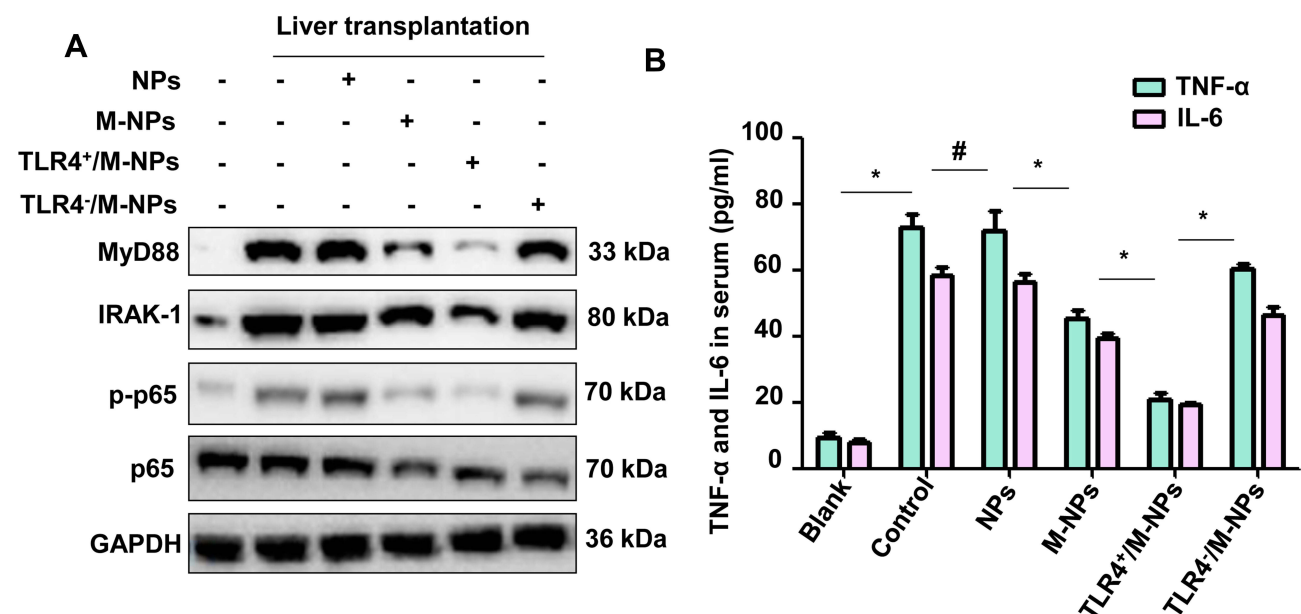 A
Liver transplantation
NPs - - + - - -
M-NPs - - - + - -
TLR4⁺/M-NPs - - - - + -
TLR4⁻/M-NPs - - - - - +
MyD88 33 kDa
IRAK-1 80 kDa
p-p65 70 kDa
p65 70 kDa
GAPDH 36 kDa
B
TNF-α
IL-6
TNF-α and IL-6 in serum (pg/ml)
100
80
60
40
20
0
* # * * *
Blank Control NPs M-NPs TLR4⁺/M-NPs TLR4⁻/M-NPs